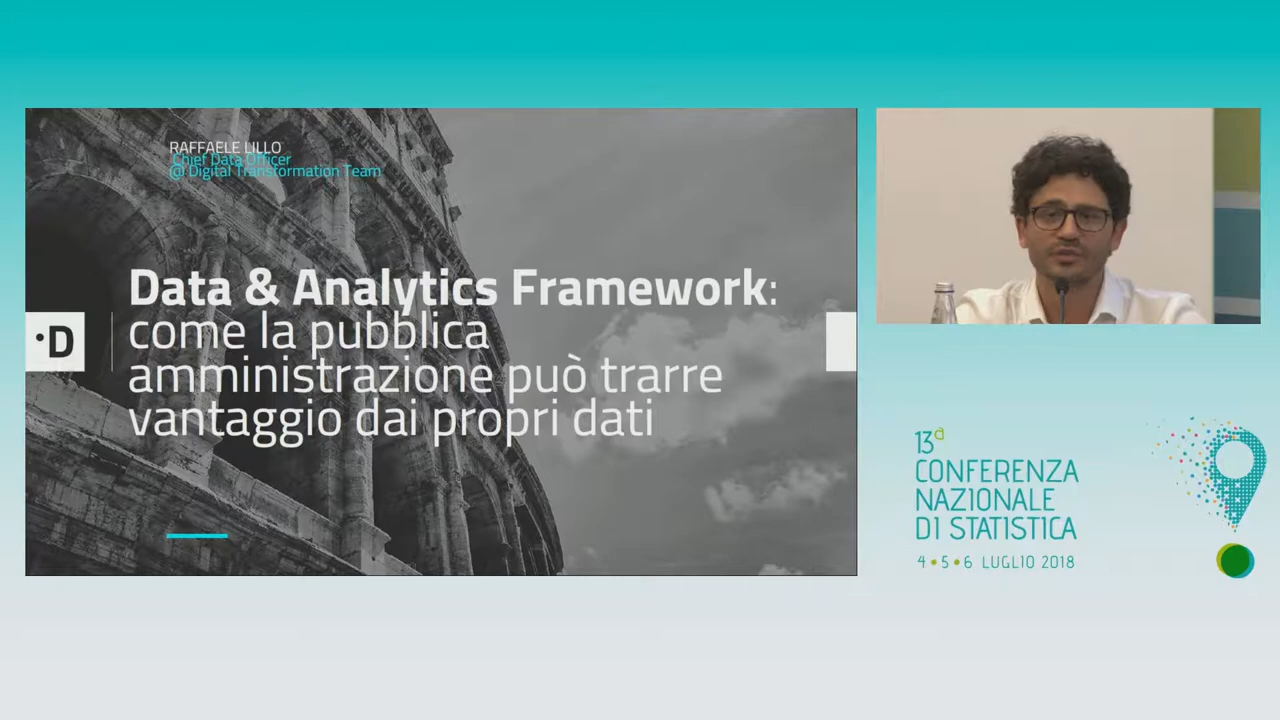 RAFFAELE LILLO
Chief Data Officer
@ Digital Transformation Team
Data & Analytics Framework:
come la pubblica
amministrazione può trarre
vantaggio dai propri dati
·D
13a
CONFERENZA
NAZIONALE
DI STATISTICA
4•5•6 LUGLIO 2018